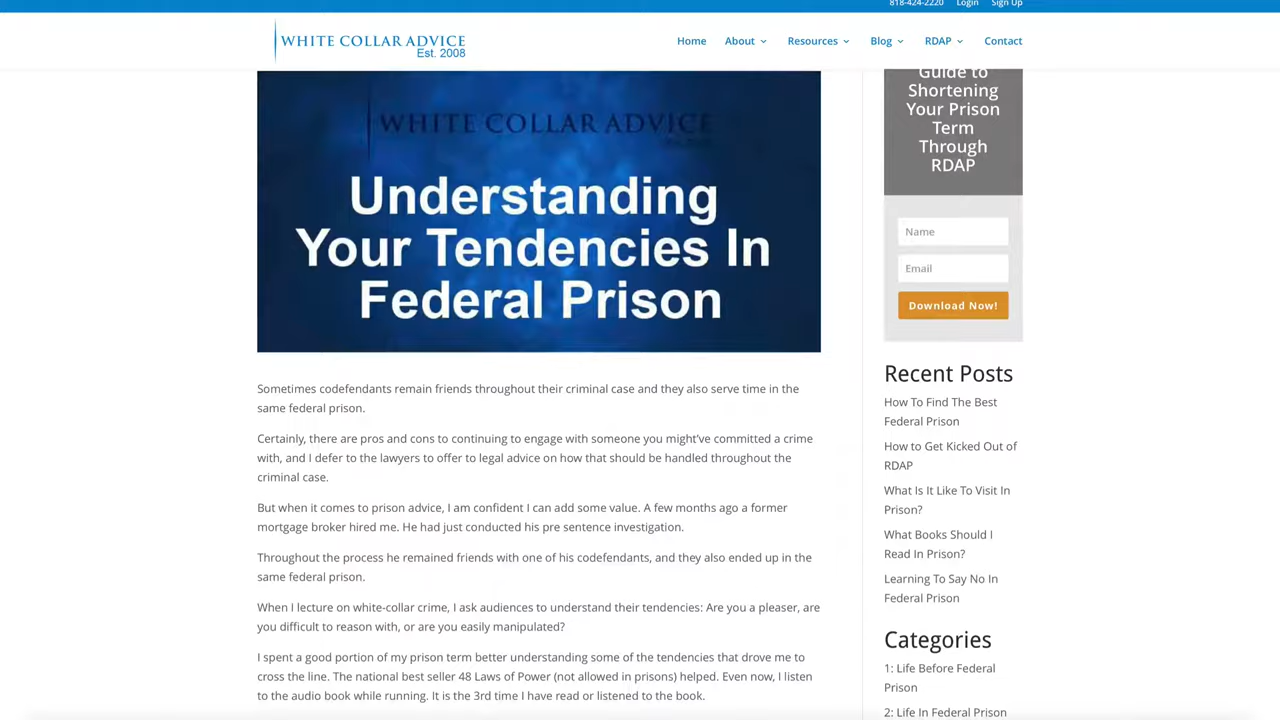 818-424-2220 Login Sign Up
WHITE COLLAR ADVICE
Est. 2008
Home About Resources Blog RDAP Contact
WHITE COLLAR ADVICE
Understanding
Your Tendencies In
Federal Prison
Sometimes codefendants remain friends throughout their criminal case and they also serve time in the
same federal prison.
Certainly, there are pros and cons to continuing to engage with someone you might’ve committed a crime
with, and I defer to the lawyers to offer to legal advice on how that should be handled throughout the
criminal case.
But when it comes to prison advice, I am confident I can add some value. A few months ago a former
mortgage broker hired me. He had just conducted his pre sentence investigation.
Throughout the process he remained friends with one of his codefendants, and they also ended up in the
same federal prison.
When I lecture on white-collar crime, I ask audiences to understand their tendencies: Are you a pleaser, are
you difficult to reason with, or are you easily manipulated?
I spent a good portion of my prison term better understanding some of the tendencies that drove me to
cross the line. The national best seller 48 Laws of Power (not allowed in prisons) helped. Even now, I listen
to the audio book while running. It is the 3rd time I have read or listened to the book.
Guide to
Shortening
Your Prison
Term
Through
RDAP
Name
Email
Download Now!
Recent Posts
How To Find The Best
Federal Prison
How to Get Kicked Out of
RDAP
What Is It Like To Visit In
Prison?
What Books Should I
Read In Prison?
Learning To Say No In
Federal Prison
Categories
1: Life Before Federal
Prison
2: Life In Federal Prison